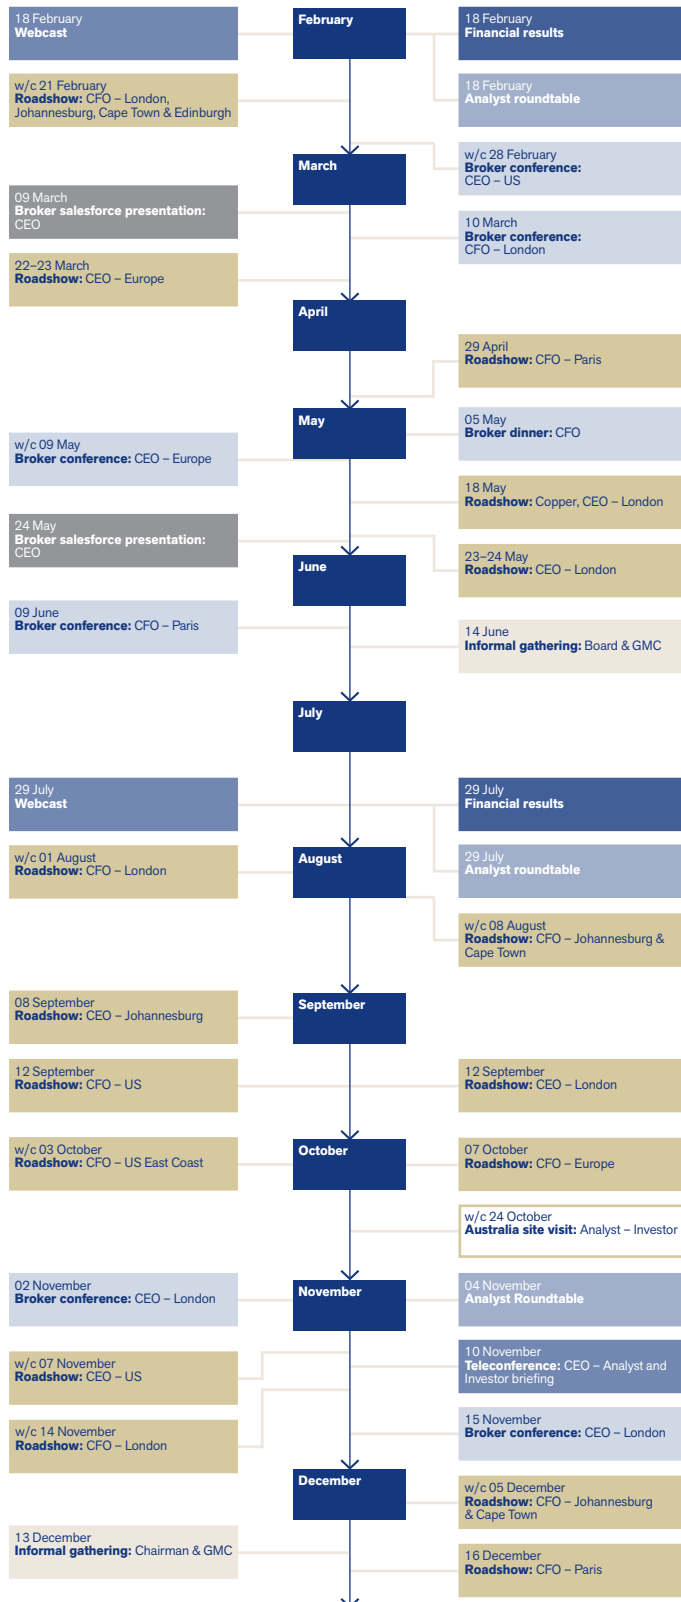 18 February
Webcast
February
18 February
Financial results
w/c 21 February
Roadshow: CFO – London,
Johannesburg, Cape Town & Edinburgh
18 February
Analyst roundtable
March
w/c 28 February
Broker conference:
CEO – US
09 March
Broker salesforce presentation:
CEO
10 March
Broker conference:
CFO – London
22–23 March
Roadshow: CEO – Europe
April
29 April
Roadshow: CFO – Paris
May
05 May
Broker dinner: CFO
w/c 09 May
Broker conference: CEO – Europe
18 May
Roadshow: Copper, CEO – London
24 May
Broker salesforce presentation:
CEO
23–24 May
Roadshow: CEO – London
June
09 June
Broker conference: CFO – Paris
14 June
Informal gathering: Board & GMC
July
29 July
Webcast
29 July
Financial results
w/c 01 August
Roadshow: CFO – London
August
29 July
Analyst roundtable
w/c 08 August
Roadshow: CFO – Johannesburg &
Cape Town
08 September
Roadshow: CEO – Johannesburg
September
12 September
Roadshow: CFO – US
12 September
Roadshow: CEO – London
w/c 03 October
Roadshow: CFO – US East Coast
October
07 October
Roadshow: CFO – Europe
w/c 24 October
Australia site visit: Analyst – Investor
02 November
Broker conference: CEO – London
November
04 November
Analyst Roundtable
w/c 07 November
Roadshow: CEO – US
10 November
Teleconference: CEO – Analyst and
Investor briefing
w/c 14 November
Roadshow: CFO – London
15 November
Broker conference: CEO – London
December
w/c 05 December
Roadshow: CFO – Johannesburg
& Cape Town
13 December
Informal gathering: Chairman & GMC
16 December
Roadshow: CFO – Paris